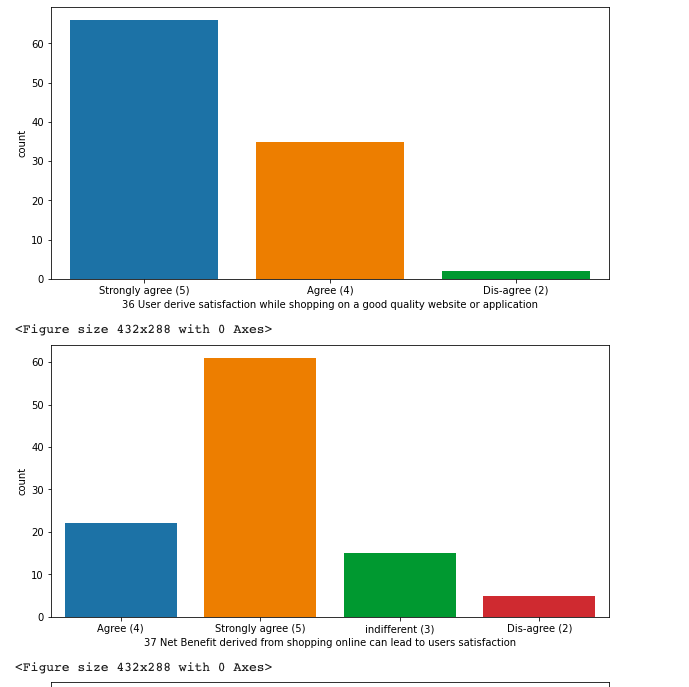 60
50
40
30
20
10
0
count
Strongly agree (5) Agree (4) Dis-agree (2)
36 User derive satisfaction while shopping on a good quality website or application
<Figure size 432x288 with 0 Axes>
60
50
40
30
20
10
0
count
Agree (4) Strongly agree (5) indifferent (3) Dis-agree (2)
37 Net Benefit derived from shopping online can lead to users satisfaction
<Figure size 432x288 with 0 Axes>